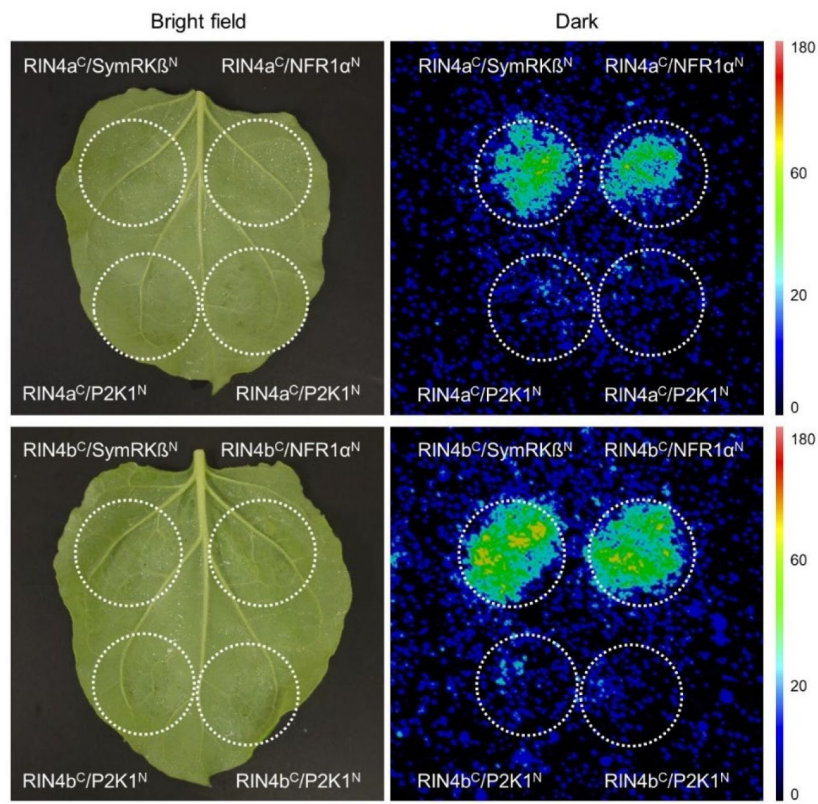 Bright field Dark
RIN4aᶜ/SymRKßᴺ RIN4aᶜ/NFR1αᴺ RIN4aᶜ/SymRKßᴺ RIN4aᶜ/NFR1αᴺ 180
60
20
RIN4aᶜ/P2K1ᴺ RIN4aᶜ/P2K1ᴺ RIN4aᶜ/P2K1ᴺ RIN4aᶜ/P2K1ᴺ 0
RIN4bᶜ/SymRKßᴺ RIN4bᶜ/NFR1αᴺ RIN4bᶜ/SymRKßᴺ RIN4bᶜ/NFR1αᴺ 180
60
20
RIN4bᶜ/P2K1ᴺ RIN4bᶜ/P2K1ᴺ RIN4bᶜ/P2K1ᴺ RIN4bᶜ/P2K1ᴺ 0